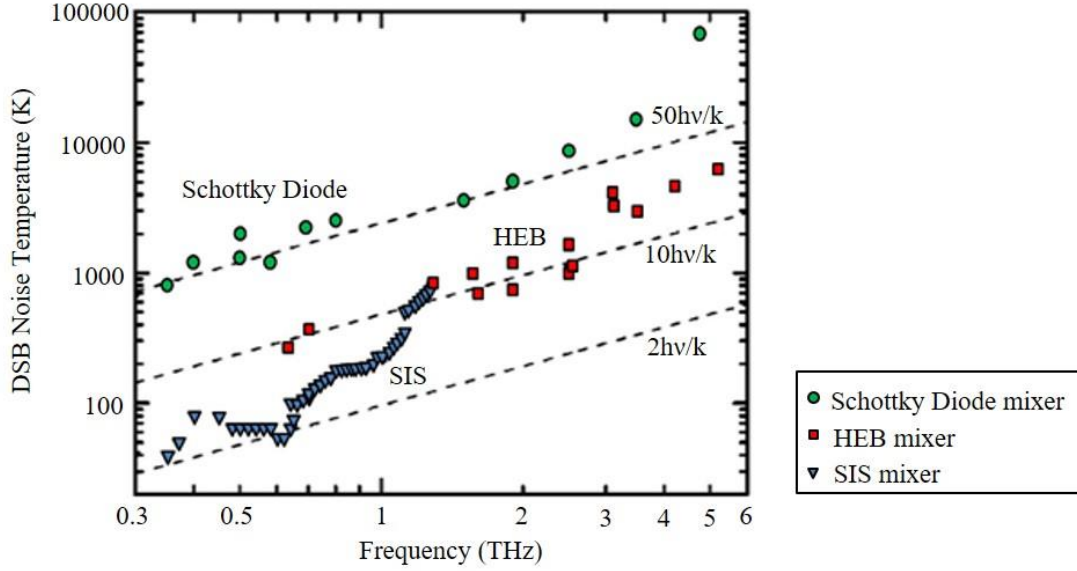 100000
10000
1000
100
DSB Noise Temperature (K)
Schottky Diode
50hν/k
HEB
10hν/k
SIS
2hν/k
0.3 0.5 1 2 3 4 5 6
Frequency (THz)
Schottky Diode mixer
HEB mixer
SIS mixer